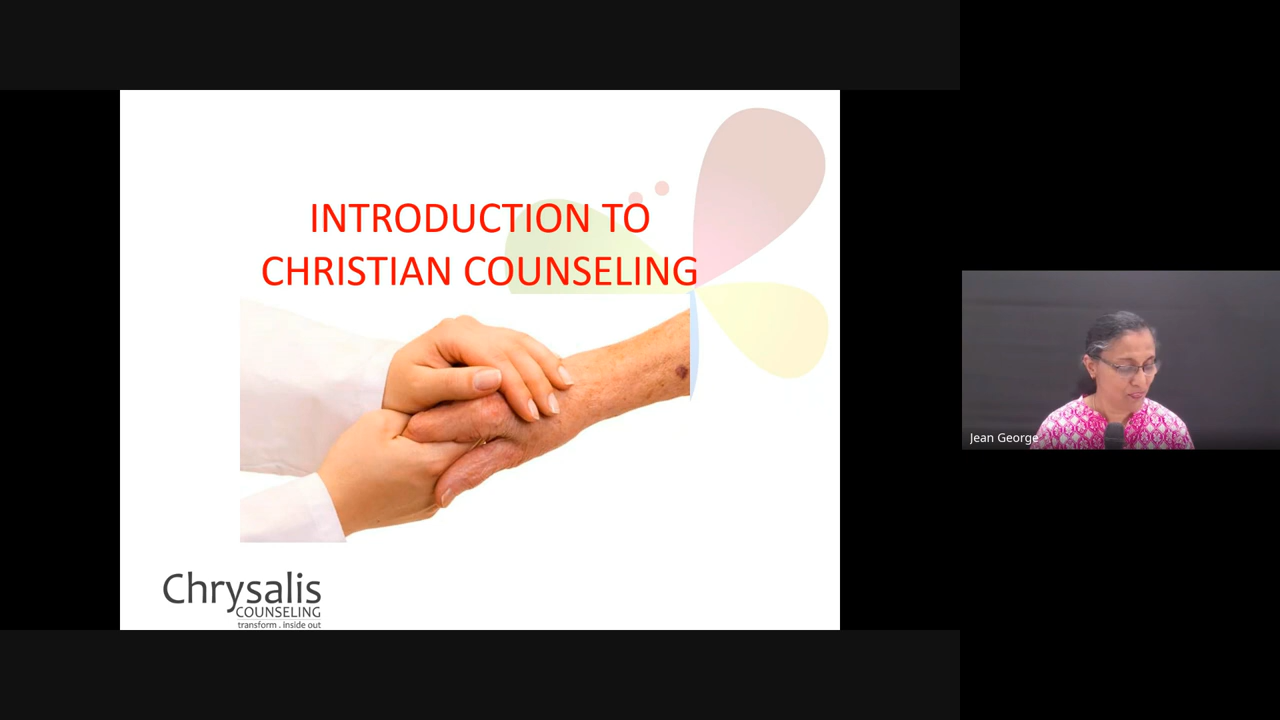 INTRODUCTION TO
CHRISTIAN COUNSELING
Chrysalis
COUNSELING
transform . inside out
Jean George